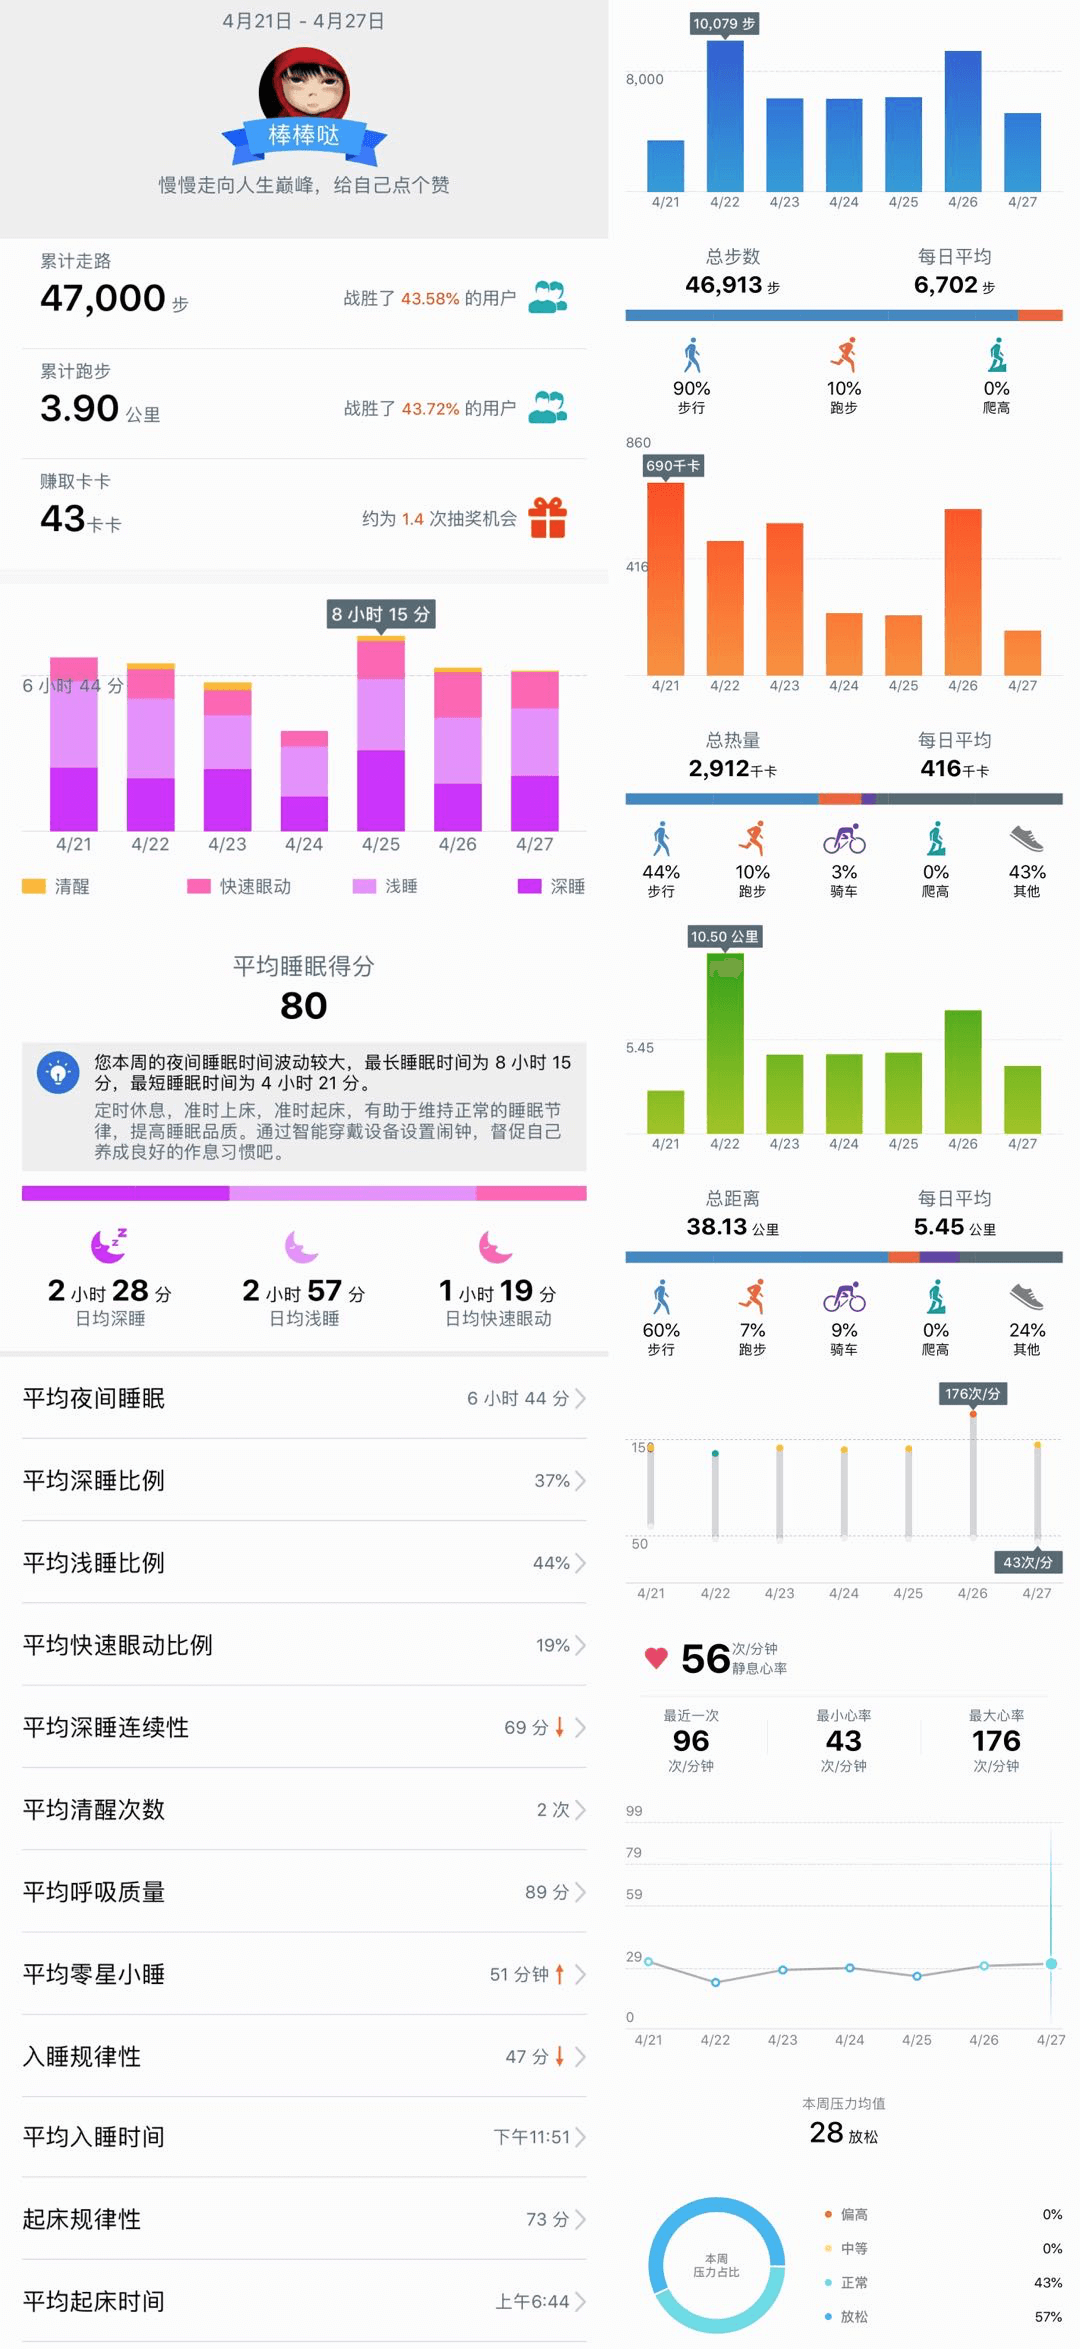 4月21日 - 4月27日
棒棒哒
慢慢走向人生巅峰，给自己点个赞
累计走路
47,000 步
战胜了 43.58% 的用户
累计跑步
3.90 公里
战胜了 43.72% 的用户
赚取卡卡
43卡卡
约为 1.4 次抽奖机会
8 小时 15 分
6 小时 44 分
4/21 4/22 4/23 4/24 4/25 4/26 4/27
清醒 快速眼动 浅睡 深睡
平均睡眠得分
80
您本周的夜间睡眠时间波动较大，最长睡眠时间为 8 小时 15
分，最短睡眠时间为 4 小时 21 分。
定时休息，准时上床，准时起床，有助于维持正常的睡眠节
律，提高睡眠品质。通过智能穿戴设备设置闹钟，督促自己
养成良好的作息习惯吧。
2 小时 28 分 2 小时 57 分 1 小时 19 分
日均深睡 日均浅睡 日均快速眼动
平均夜间睡眠 6 小时 44 分
平均深睡比例 37%
平均浅睡比例 44%
平均快速眼动比例 19%
平均深睡连续性 69 分
平均清醒次数 2 次
平均呼吸质量 89 分
平均零星小睡 51 分钟
入睡规律性 47 分
平均入睡时间 下午11:51
起床规律性 73 分
平均起床时间 上午6:44
10,079 步
8,000
4/21 4/22 4/23 4/24 4/25 4/26 4/27
总步数 每日平均
46,913 步 6,702 步
90% 10% 0%
步行 跑步 爬高
860
690千卡
416
4/21 4/22 4/23 4/24 4/25 4/26 4/27
总热量 每日平均
2,912千卡 416千卡
44% 10% 3% 0% 43%
步行 跑步 骑车 爬高 其他
10.50 公里
5.45
4/21 4/22 4/23 4/24 4/25 4/26 4/27
总距离 每日平均
38.13 公里 5.45 公里
60% 7% 9% 0% 24%
步行 跑步 骑车 爬高 其他
176次/分
150
50
43次/分
4/21 4/22 4/23 4/24 4/25 4/26 4/27
56 次/分钟
静息心率
最近一次 最小心率 最大心率
96 43 176
次/分钟 次/分钟 次/分钟
99
79
59
29
0
4/21 4/22 4/23 4/24 4/25 4/26 4/27
本周压力均值
28 放松
本周
压力占比
偏高 0%
中等 0%
正常 43%
放松 57%